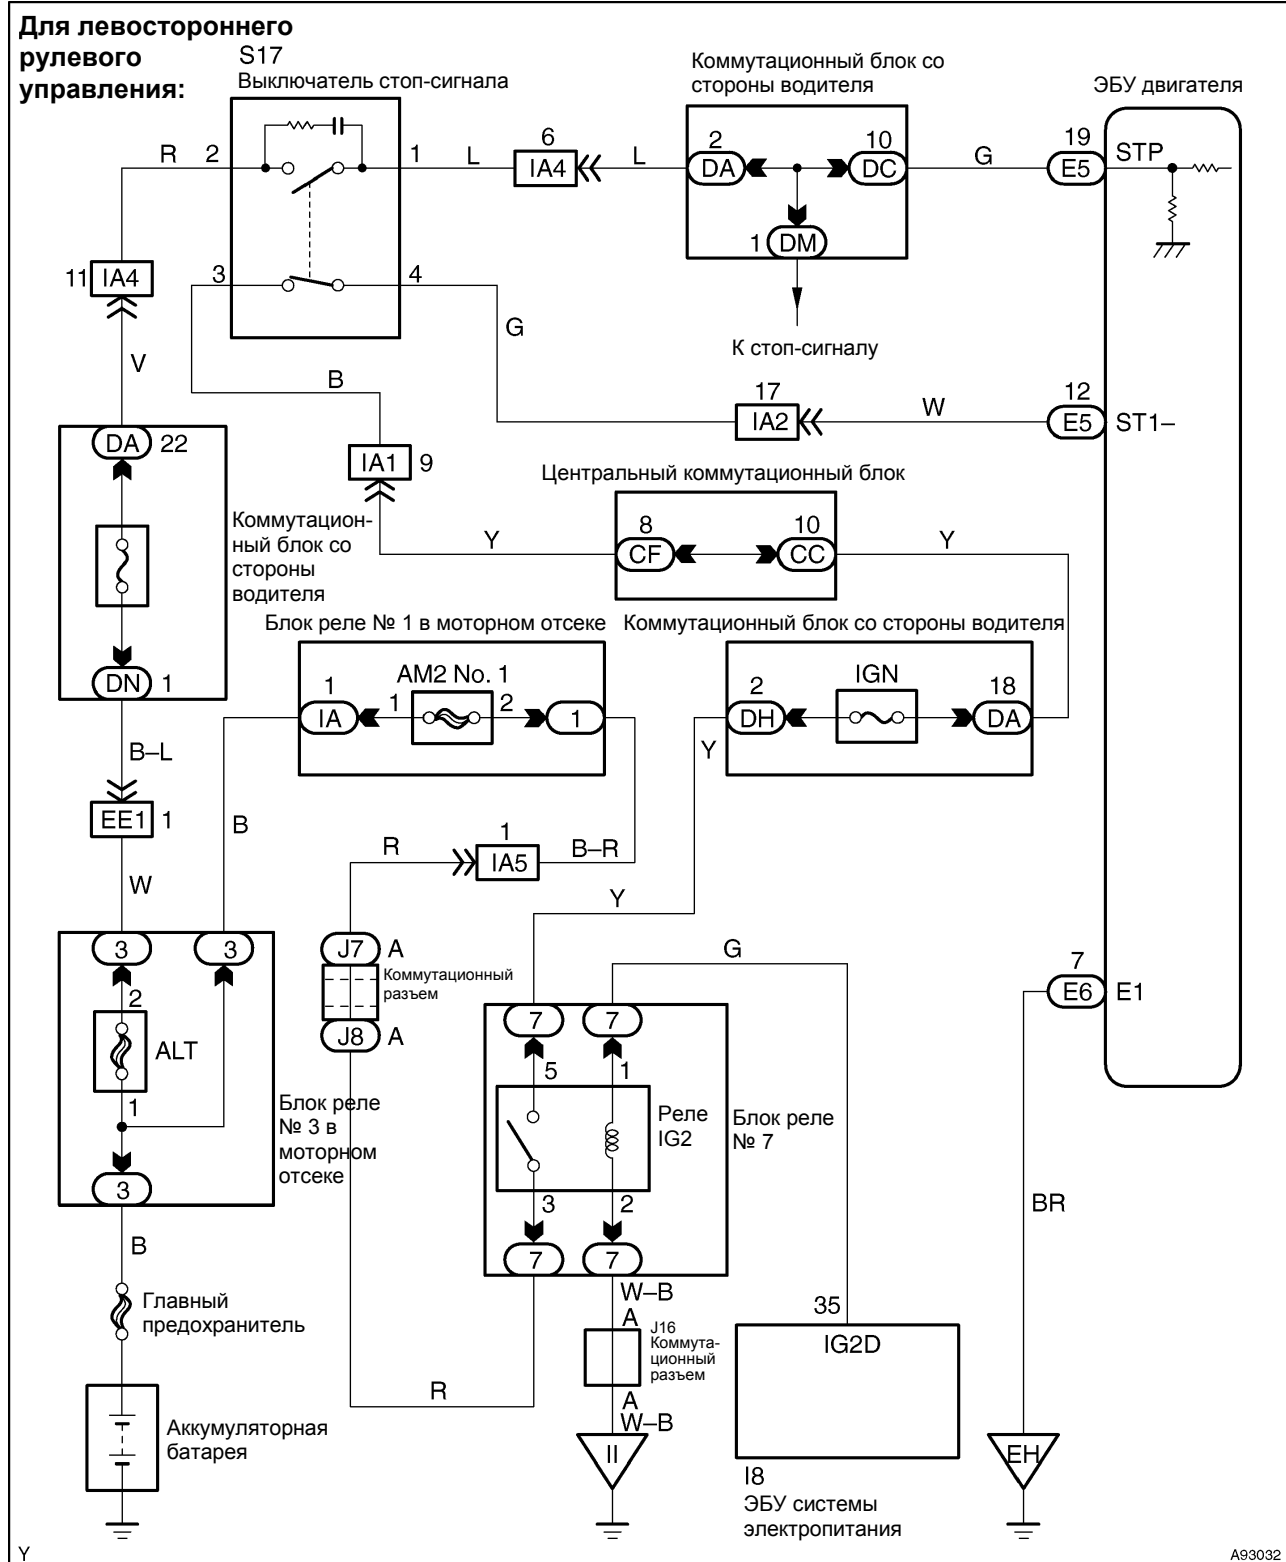 Для левостороннего
рулевого
управления:
S17
Выключатель стоп-сигнала
Коммутационный блок со
стороны водителя
ЭБУ двигателя
R 2
1 L
6
IA4
L
2
DA
10
DC
G
19
E5
STP
1 DM
11 IA4
3
4
К стоп-сигналу
G
V
B
17
IA2
W
12
E5
ST1–
DA 22
IA1 9
Центральный коммутационный блок
Коммутацион-
ный блок со
стороны
водителя
Y
8
CF
10
CC
Y
Блок реле № 1 в моторном отсеке
Коммутационный блок со стороны водителя
DN 1
AM2 No. 1
1
IA
1
2
1
IGN
2
DH
18
DA
Y
B–L
EE1 1
B
R
1
IA5
B–R
W
Y
3
3
J7 A
Коммутационный
разъем
J8 A
G
7
E6
E1
2
ALT
1
7
7
5
1
Реле
IG2
Блок реле
№ 7
Блок реле
№ 3 в
моторном
отсеке
3
3
2
7
7
BR
B
W–B
A
J16
Коммута-
ционный
разъем
A
W–B
Главный
предохранитель
35
IG2D
R
Аккумуляторная
батарея
II
EH
I8
ЭБУ системы
электропитания
Y
A93032